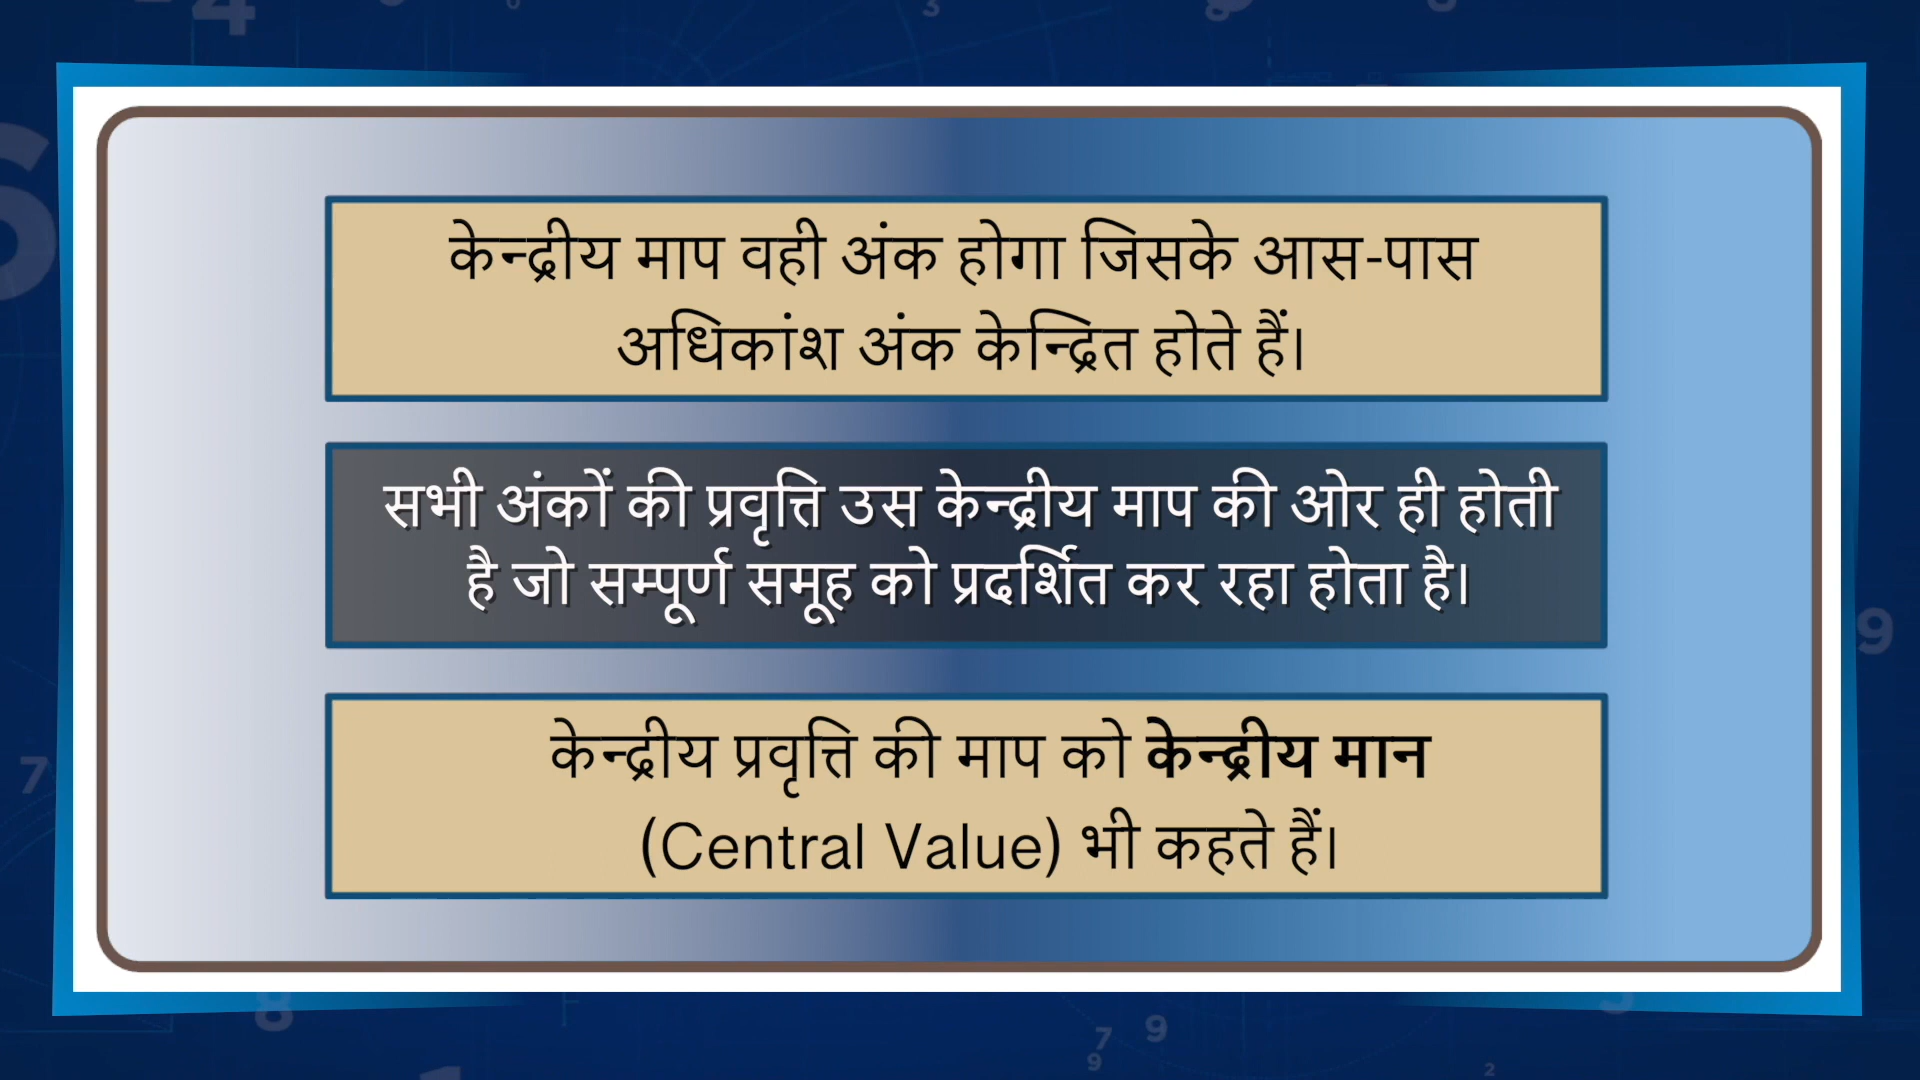 केन्द्रीय माप वही अंक होगा जिसके आस-पास
अधिकांश अंक केन्द्रित होते हैं।
सभी अंकों की प्रवृत्ति उस केन्द्रीय माप की ओर ही होती
है जो सम्पूर्ण समूह को प्रदर्शित कर रहा होता है।
केन्द्रीय प्रवृत्ति की माप को केन्द्रीय मान
(Central Value) भी कहते हैं।